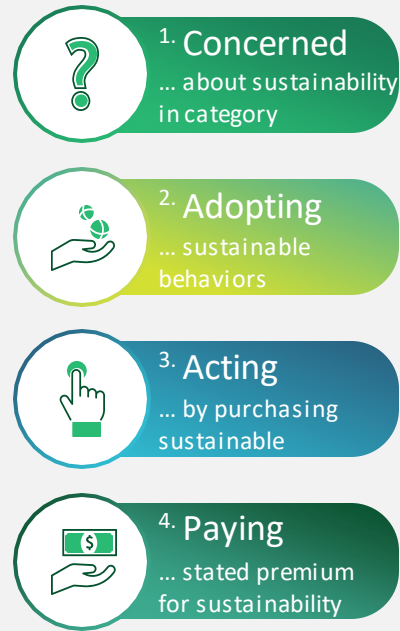 1. Concerned
... about sustainability
in category
2. Adopting
... sustainable
behaviors
3. Acting
... by purchasing
sustainable
$
4. Paying
... stated premium
for sustainability